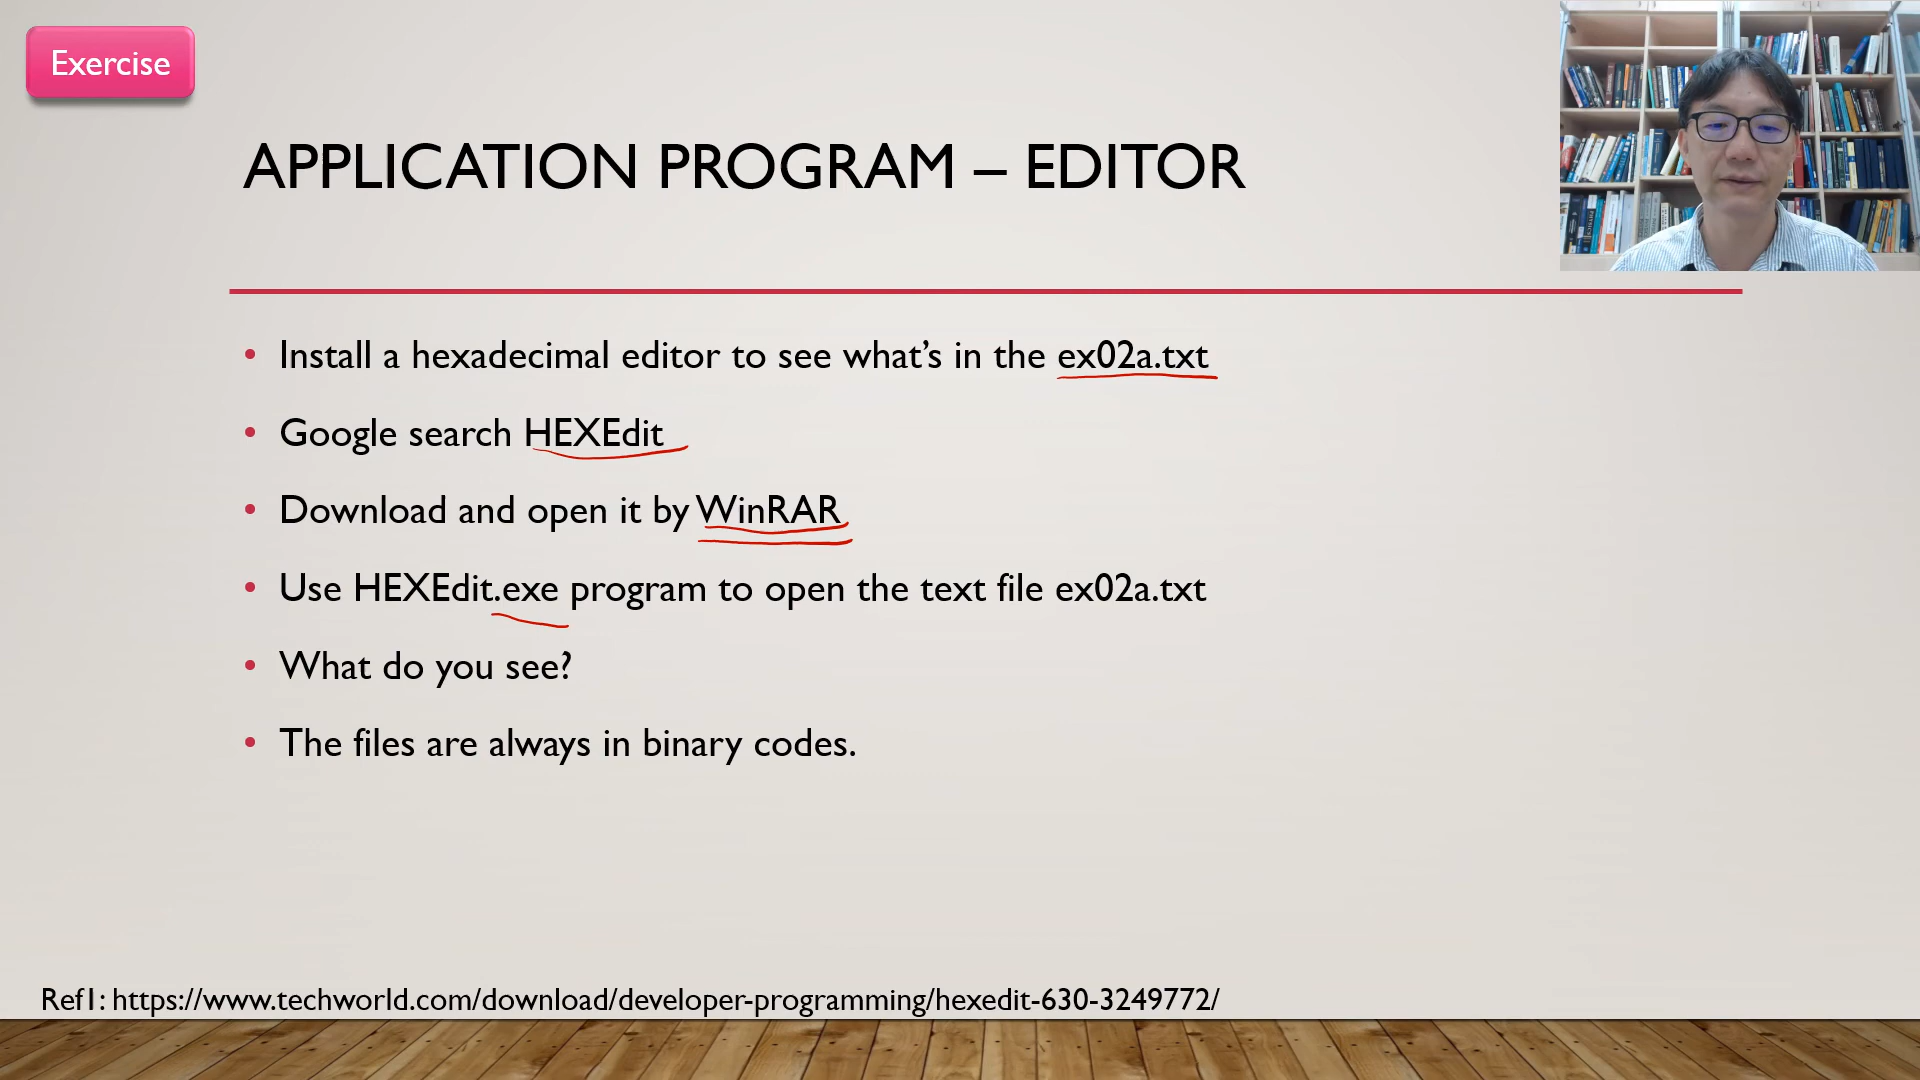 Exercise
APPLICATION PROGRAM – EDITOR
• Install a hexadecimal editor to see what’s in the ex02a.txt
• Google search HEXEdit
• Download and open it by WinRAR
• Use HEXEdit.exe program to open the text file ex02a.txt
• What do you see?
• The files are always in binary codes.
Ref1: https://www.techworld.com/download/developer-programming/hexedit-630-3249772/